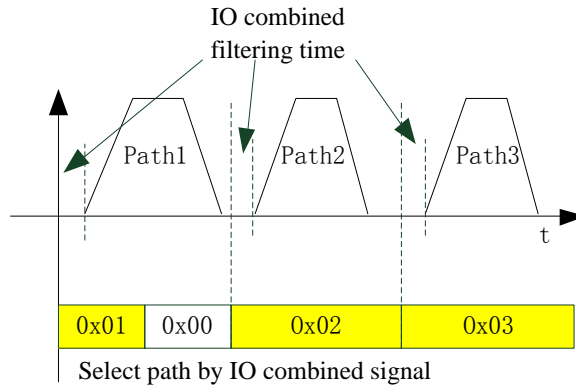 IO combined
filtering time
Path1
Path2
Path3
t
0x01
0x00
0x02
0x03
Select path by IO combined signal